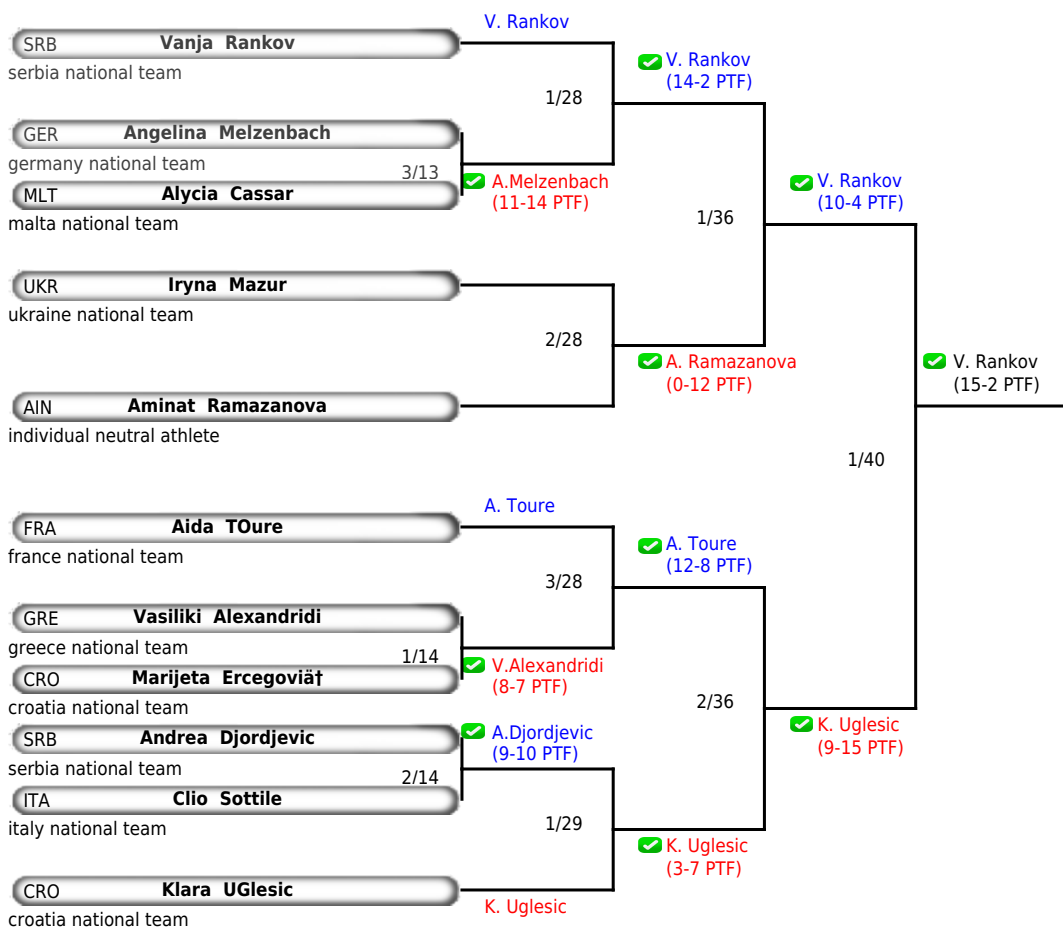 V. Rankov
SRB Vanja Rankov
serbia national team
V. Rankov
(14-2 PTF)
1/28
GER Angelina Melzenbach
germany national team
3/13
A.Melzenbach
(11-14 PTF)
MLT Alycia Cassar
malta national team
V. Rankov
(10-4 PTF)
1/36
UKR Iryna Mazur
ukraine national team
2/28
A. Ramazanova
(0-12 PTF)
V. Rankov
(15-2 PTF)
AIN Aminat Ramazanova
individual neutral athlete
1/40
A. Toure
FRA Aida TOure
france national team
A. Toure
(12-8 PTF)
3/28
GRE Vasiliki Alexandridi
greece national team
1/14
V.Alexandridi
(8-7 PTF)
CRO Marijeta Ercegoviä†
croatia national team
2/36
K. Uglesic
(9-15 PTF)
SRB Andrea Djordjevic
serbia national team
A.Djordjevic
(9-10 PTF)
2/14
ITA Clio Sottile
italy national team
1/29
K. Uglesic
(3-7 PTF)
CRO Klara UGlesic
croatia national team
K. Uglesic